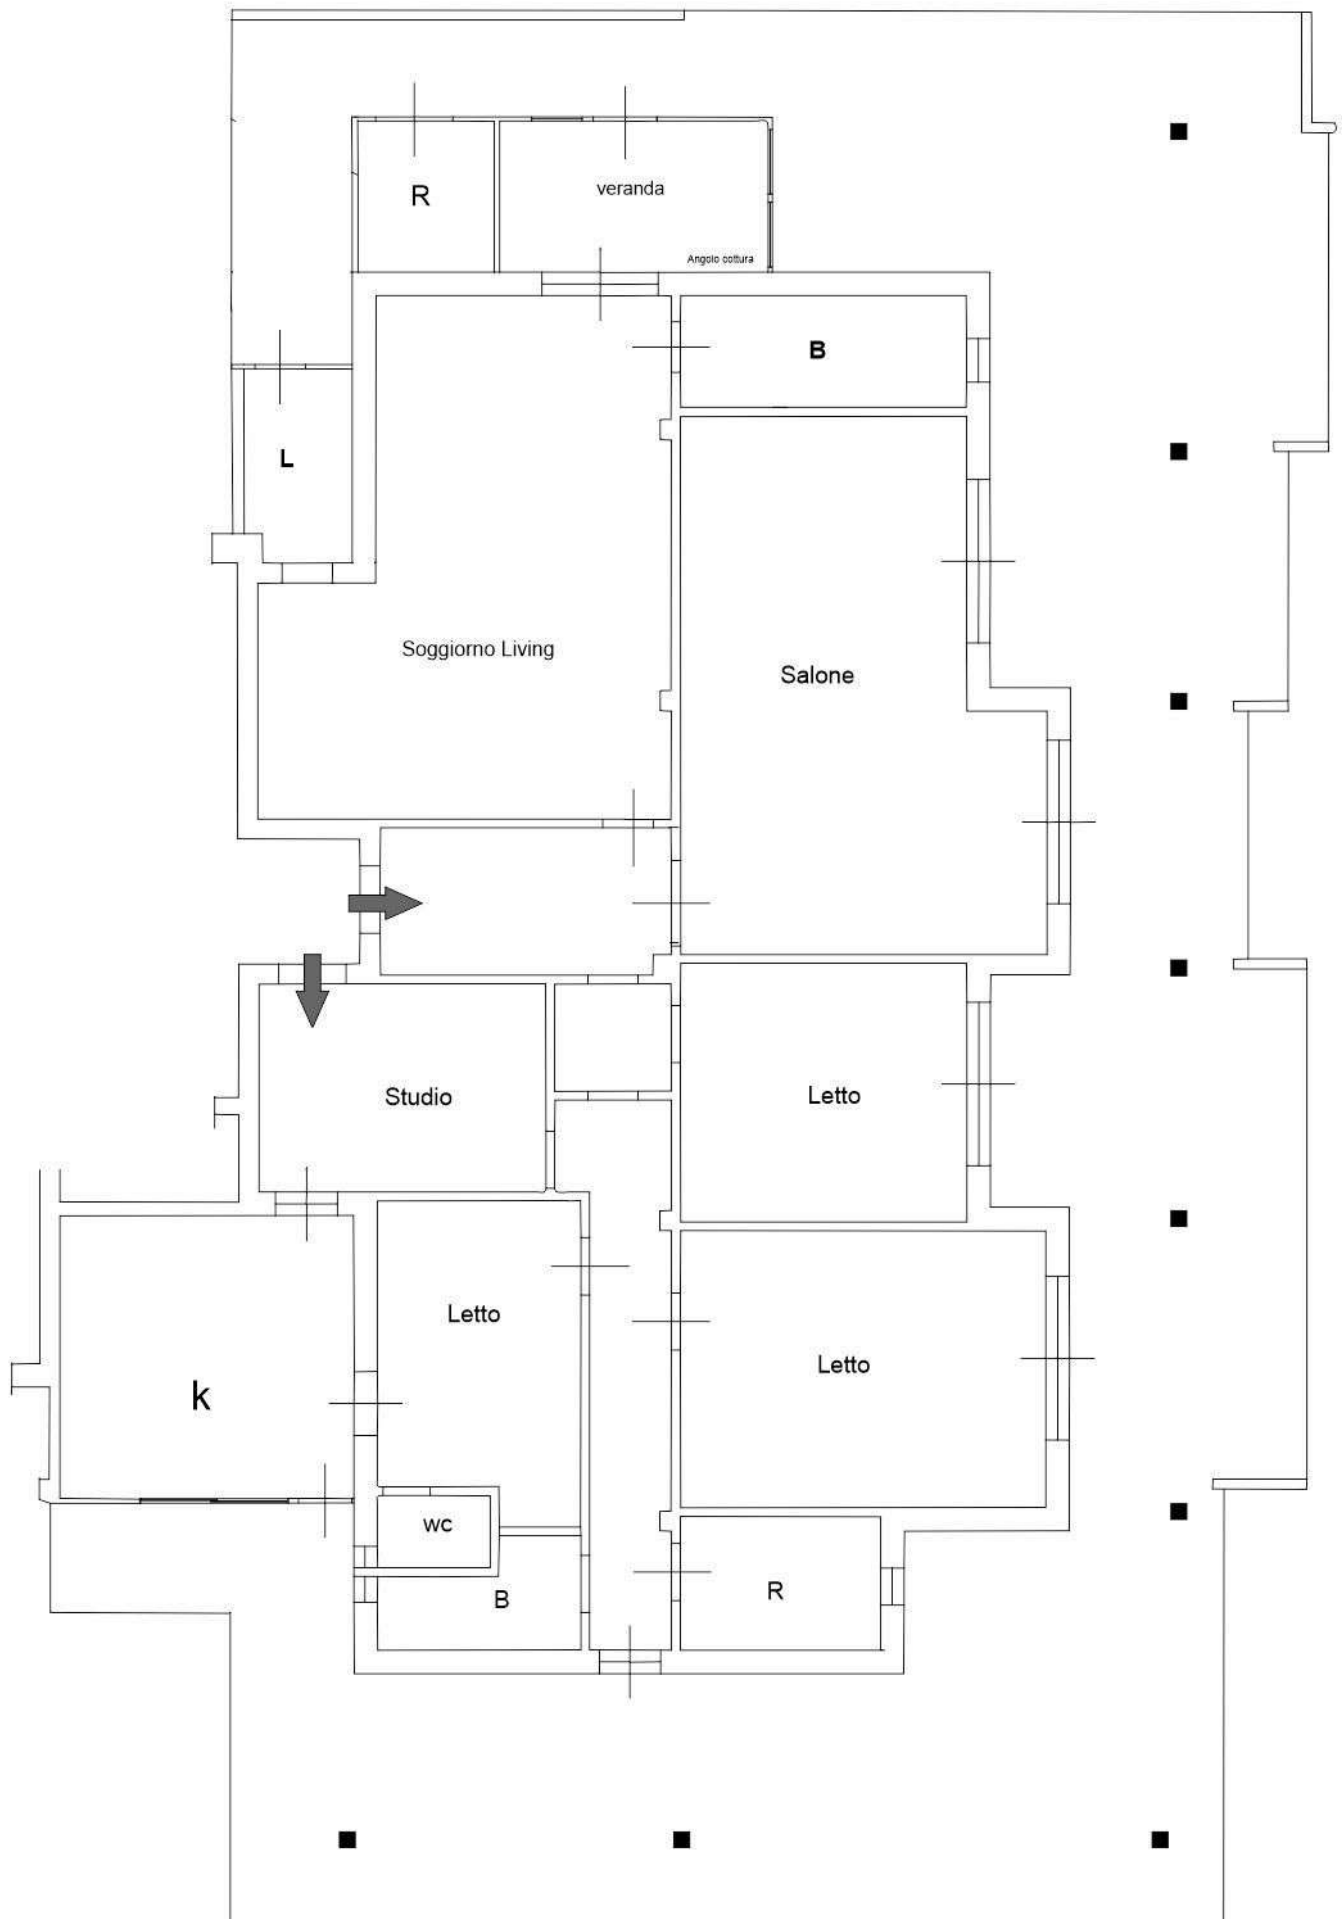 R
veranda
Angolo cottura
B
L
Soggiorno Living
Salone
Studio
Letto
Letto
Letto
k
wc
B
R